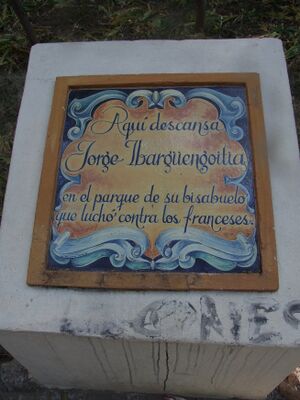 Aquí descansa
Jorge Ibargüengoitia
en el parque de su bisabuelo
que luchó contra los franceses.